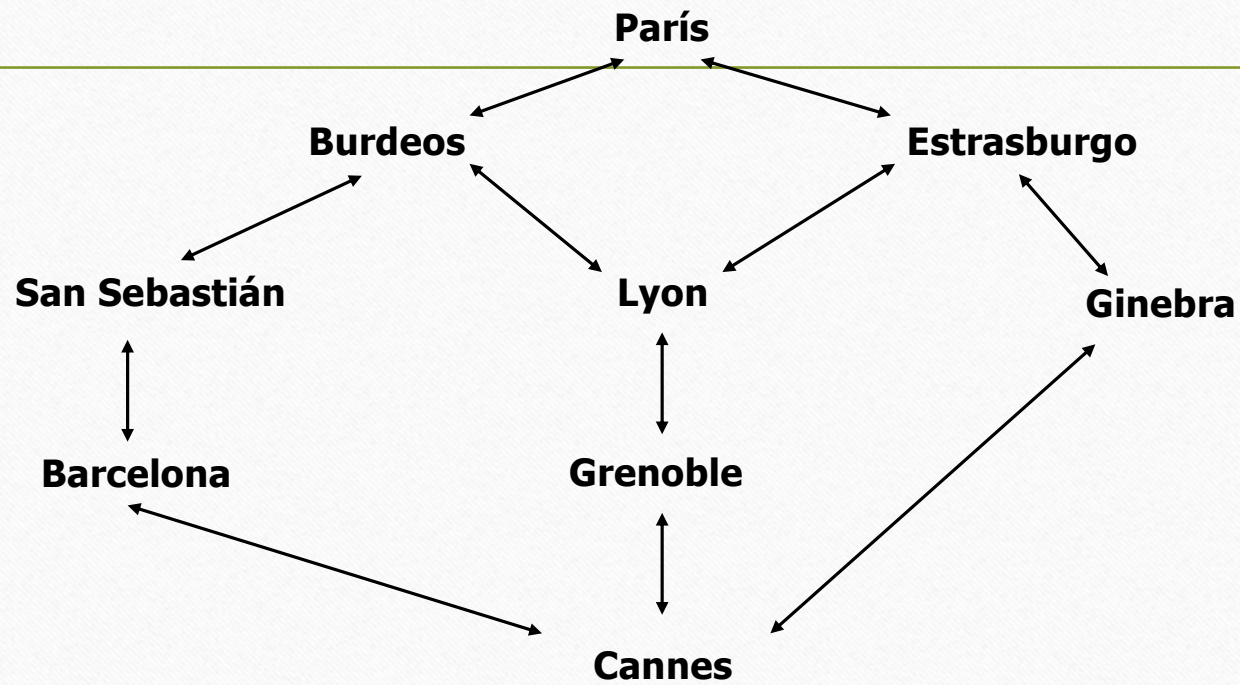 París
Burdeos
Estrasburgo
San Sebastián
Lyon
Ginebra
Barcelona
Grenoble
Cannes